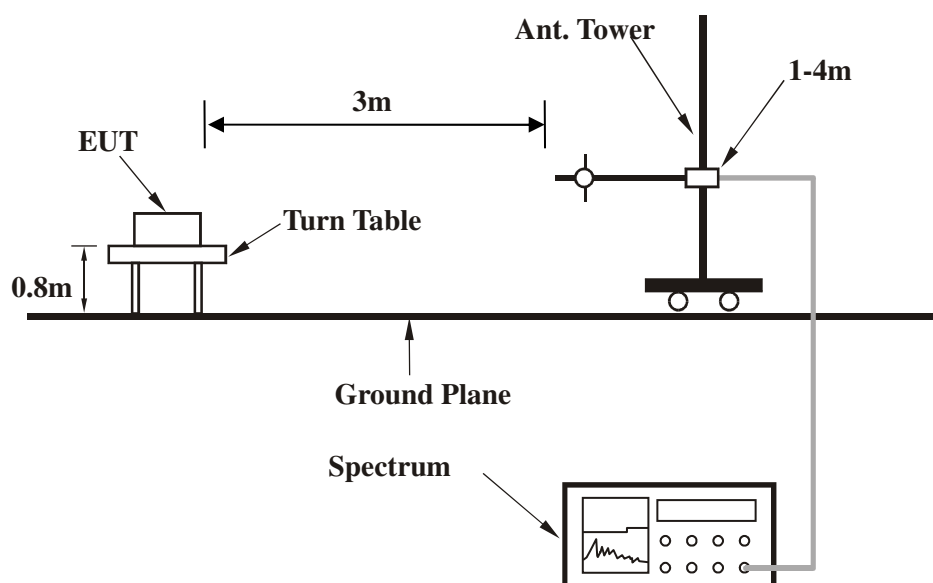 Ant. Tower
1-4m
3m
EUT
Turn Table
0.8m
Ground Plane
Spectrum